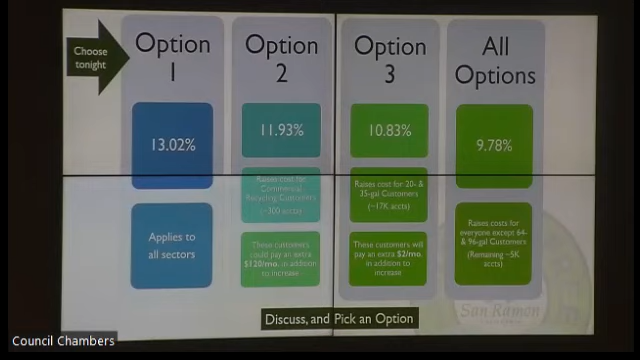 Choose
tonight
Option
1
13.02%
Applies to
all sectors
Option
2
11.93%
Raises cost for
Commercial
Recycling Customers
(~300 accts)
These customers
could pay an extra
$120/mo. in addition
to increase
Option
3
10.83%
Raises cost for 20- &
35-gal Customers
(~17K accts)
These customers will
pay an extra $2/mo.
in addition to
increase
All
Options
9.78%
Raises costs for
everyone except 64-
& 96-gal Customers
(Remaining ~5K
accts)
San Ramon
Discuss, and Pick an Option
Council Chambers